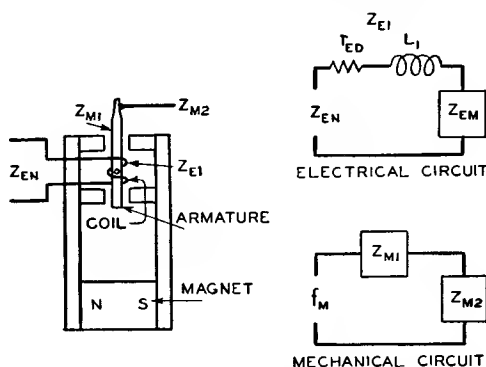 Z_M1
Z_M2
Z_EN
Z_E1
COIL
ARMATURE
MAGNET
N S
Z_E1
r_ED L_1
Z_EN
Z_EM
ELECTRICAL CIRCUIT
Z_M1
f_M
Z_M2
MECHANICAL CIRCUIT